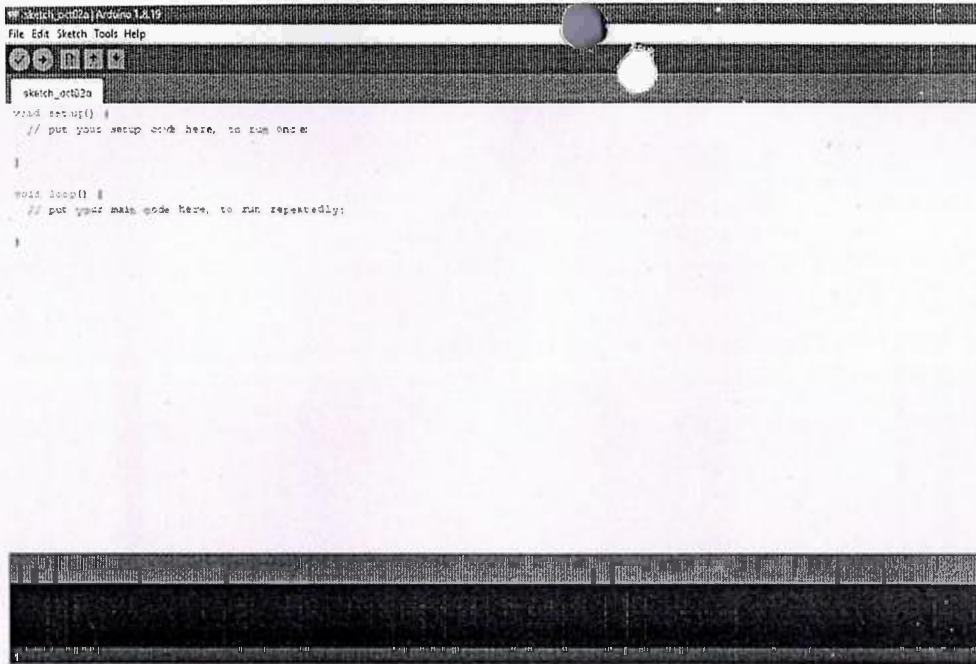 sketch_oct02a | Arduino 1.8.19
File Edit Sketch Tools Help
sketch_oct02a
void setup() {
// put your setup code here, to run once:
}
void loop() {
// put your main code here, to run repeatedly:
}
1